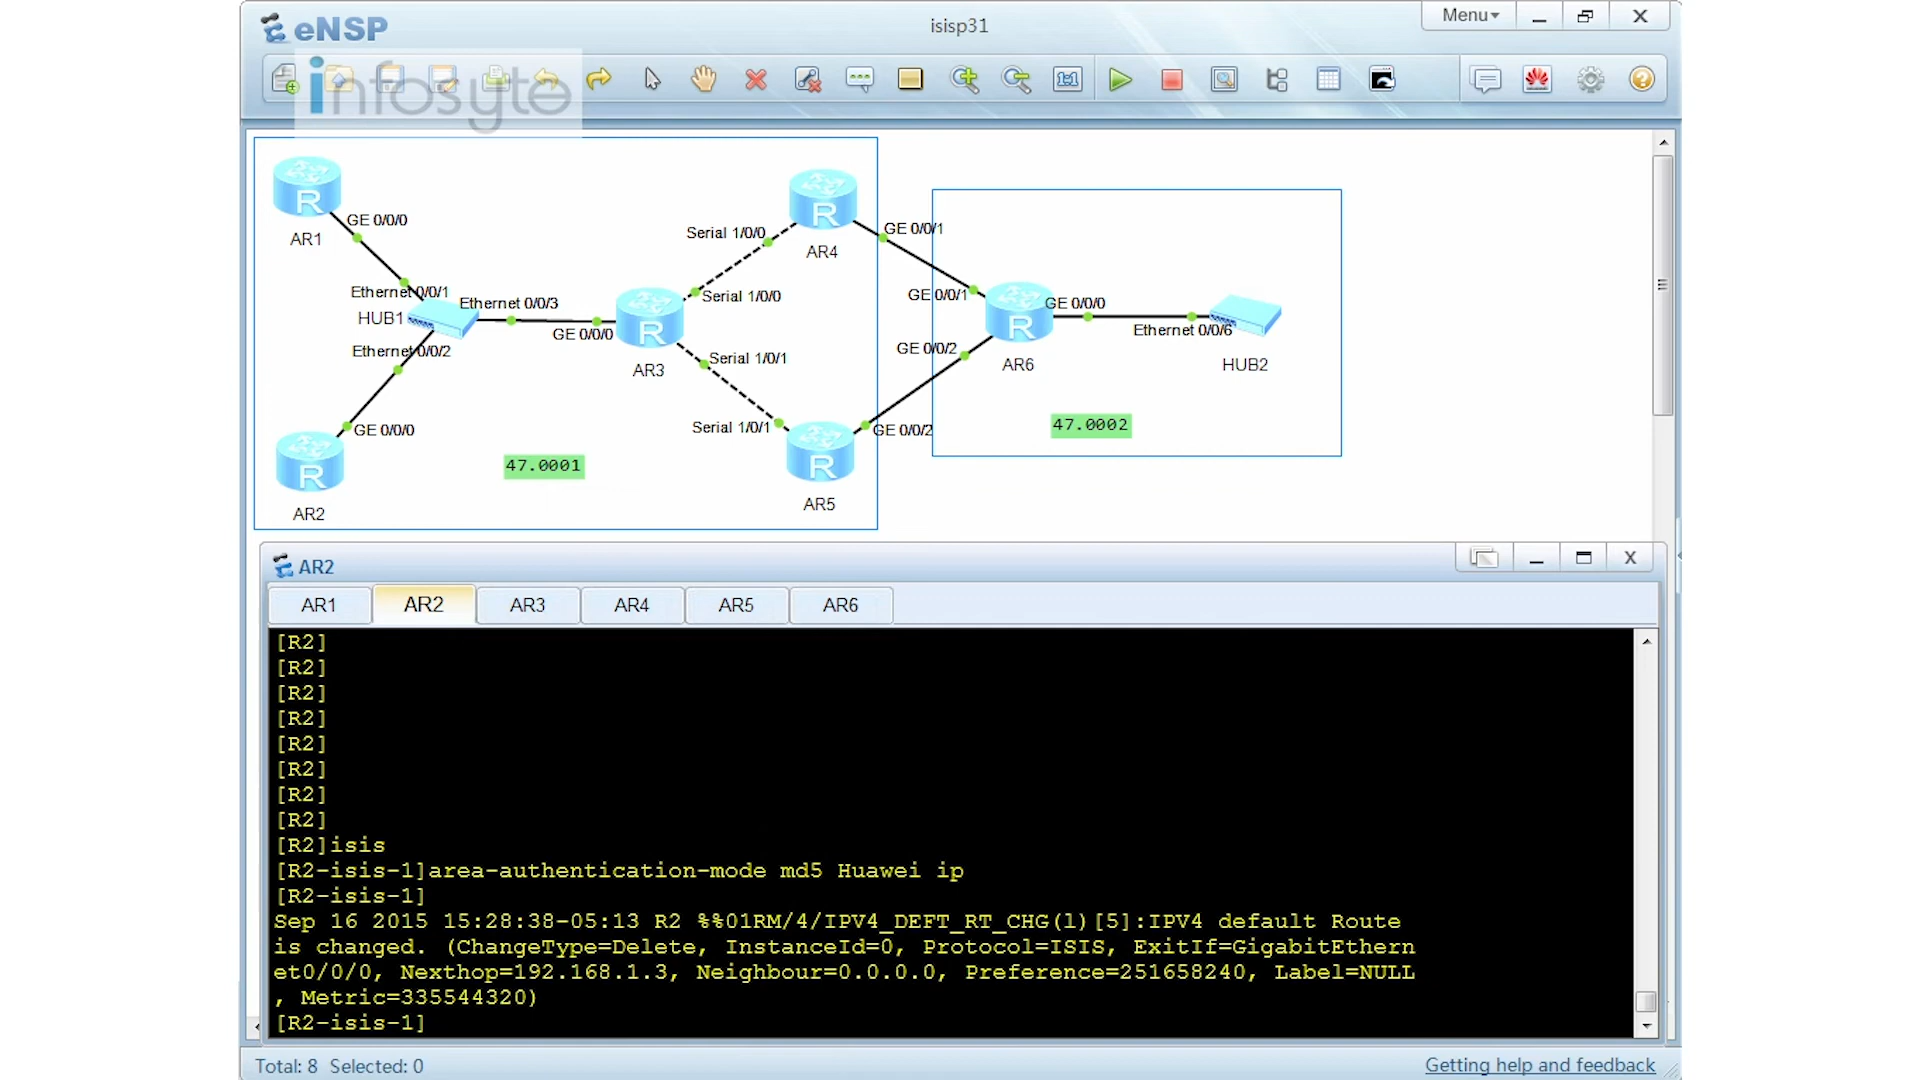 eNSP
isisp31
Menu
infosyte
AR1
GE 0/0/0
Ethernet 0/0/1
HUB1
Ethernet 0/0/3
Ethernet 0/0/2
GE 0/0/0
AR2
GE 0/0/0
AR3
Serial 1/0/0
Serial 1/0/0
AR4
GE 0/0/1
Serial 1/0/1
Serial 1/0/1
AR5
GE 0/0/2
GE 0/0/1
GE 0/0/2
AR6
GE 0/0/0
Ethernet 0/0/6
HUB2
47.0001
47.0002
AR2
AR1 AR2 AR3 AR4 AR5 AR6
[R2]
[R2]
[R2]
[R2]
[R2]
[R2]
[R2]
[R2]
[R2]isis
[R2-isis-1]area-authentication-mode md5 Huawei ip
[R2-isis-1]
Sep 16 2015 15:28:38-05:13 R2 %%01RM/4/IPV4_DEFT_RT_CHG(l)[5]:IPV4 default Route
is changed. (ChangeType=Delete, InstanceId=0, Protocol=ISIS, ExitIf=GigabitEthern
et0/0/0, Nexthop=192.168.1.3, Neighbour=0.0.0.0, Preference=251658240, Label=NULL
, Metric=335544320)
[R2-isis-1]
Total: 8 Selected: 0
Getting help and feedback